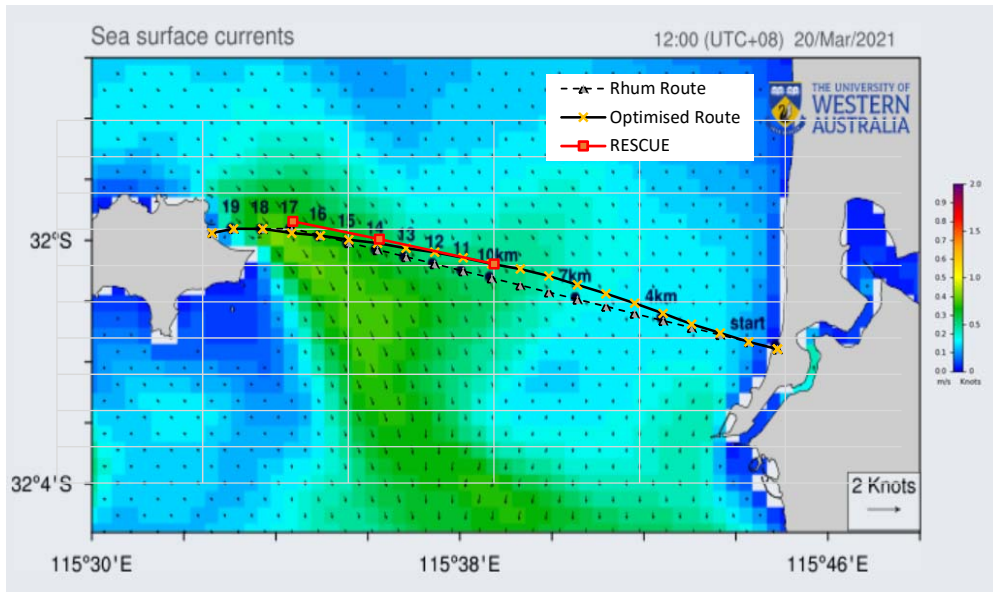 Sea surface currents
12:00 (UTC+08) 20/Mar/2021
Rhum Route
Optimised Route
RESCUE
THE UNIVERSITY OF
WESTERN
AUSTRALIA
19 18 17 16 15 14 13 12 11 10km
7km
4km
start
32°S
32°4'S
115°30'E
115°38'E
115°46'E
2 Knots
2.0
1.0
0.9
0.8
0.7
0.6
0.5
0.4
0.3
0.2
0.1
0 0
m/s Knots